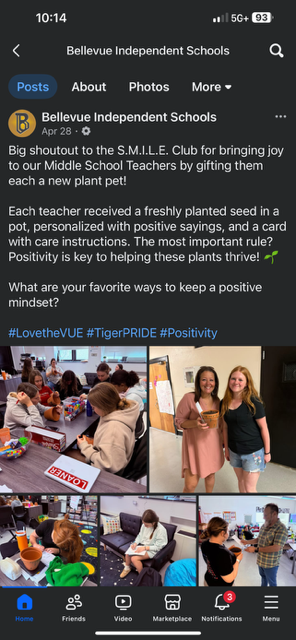 10:14
5G+ 93
Bellevue Independent Schools
Posts About Photos More
Bellevue Independent Schools
Apr 28 ·
Big shoutout to the S.M.I.L.E. Club for bringing joy
to our Middle School Teachers by gifting them
each a new plant pet!
Each teacher received a freshly planted seed in a
pot, personalized with positive sayings, and a card
with care instructions. The most important rule?
Positivity is key to helping these plants thrive! 🌱
What are your favorite ways to keep a positive
mindset?
#LovetheVUE #TigerPRIDE #Positivity
LOANER
Home Friends Video Marketplace Notifications 3 Menu